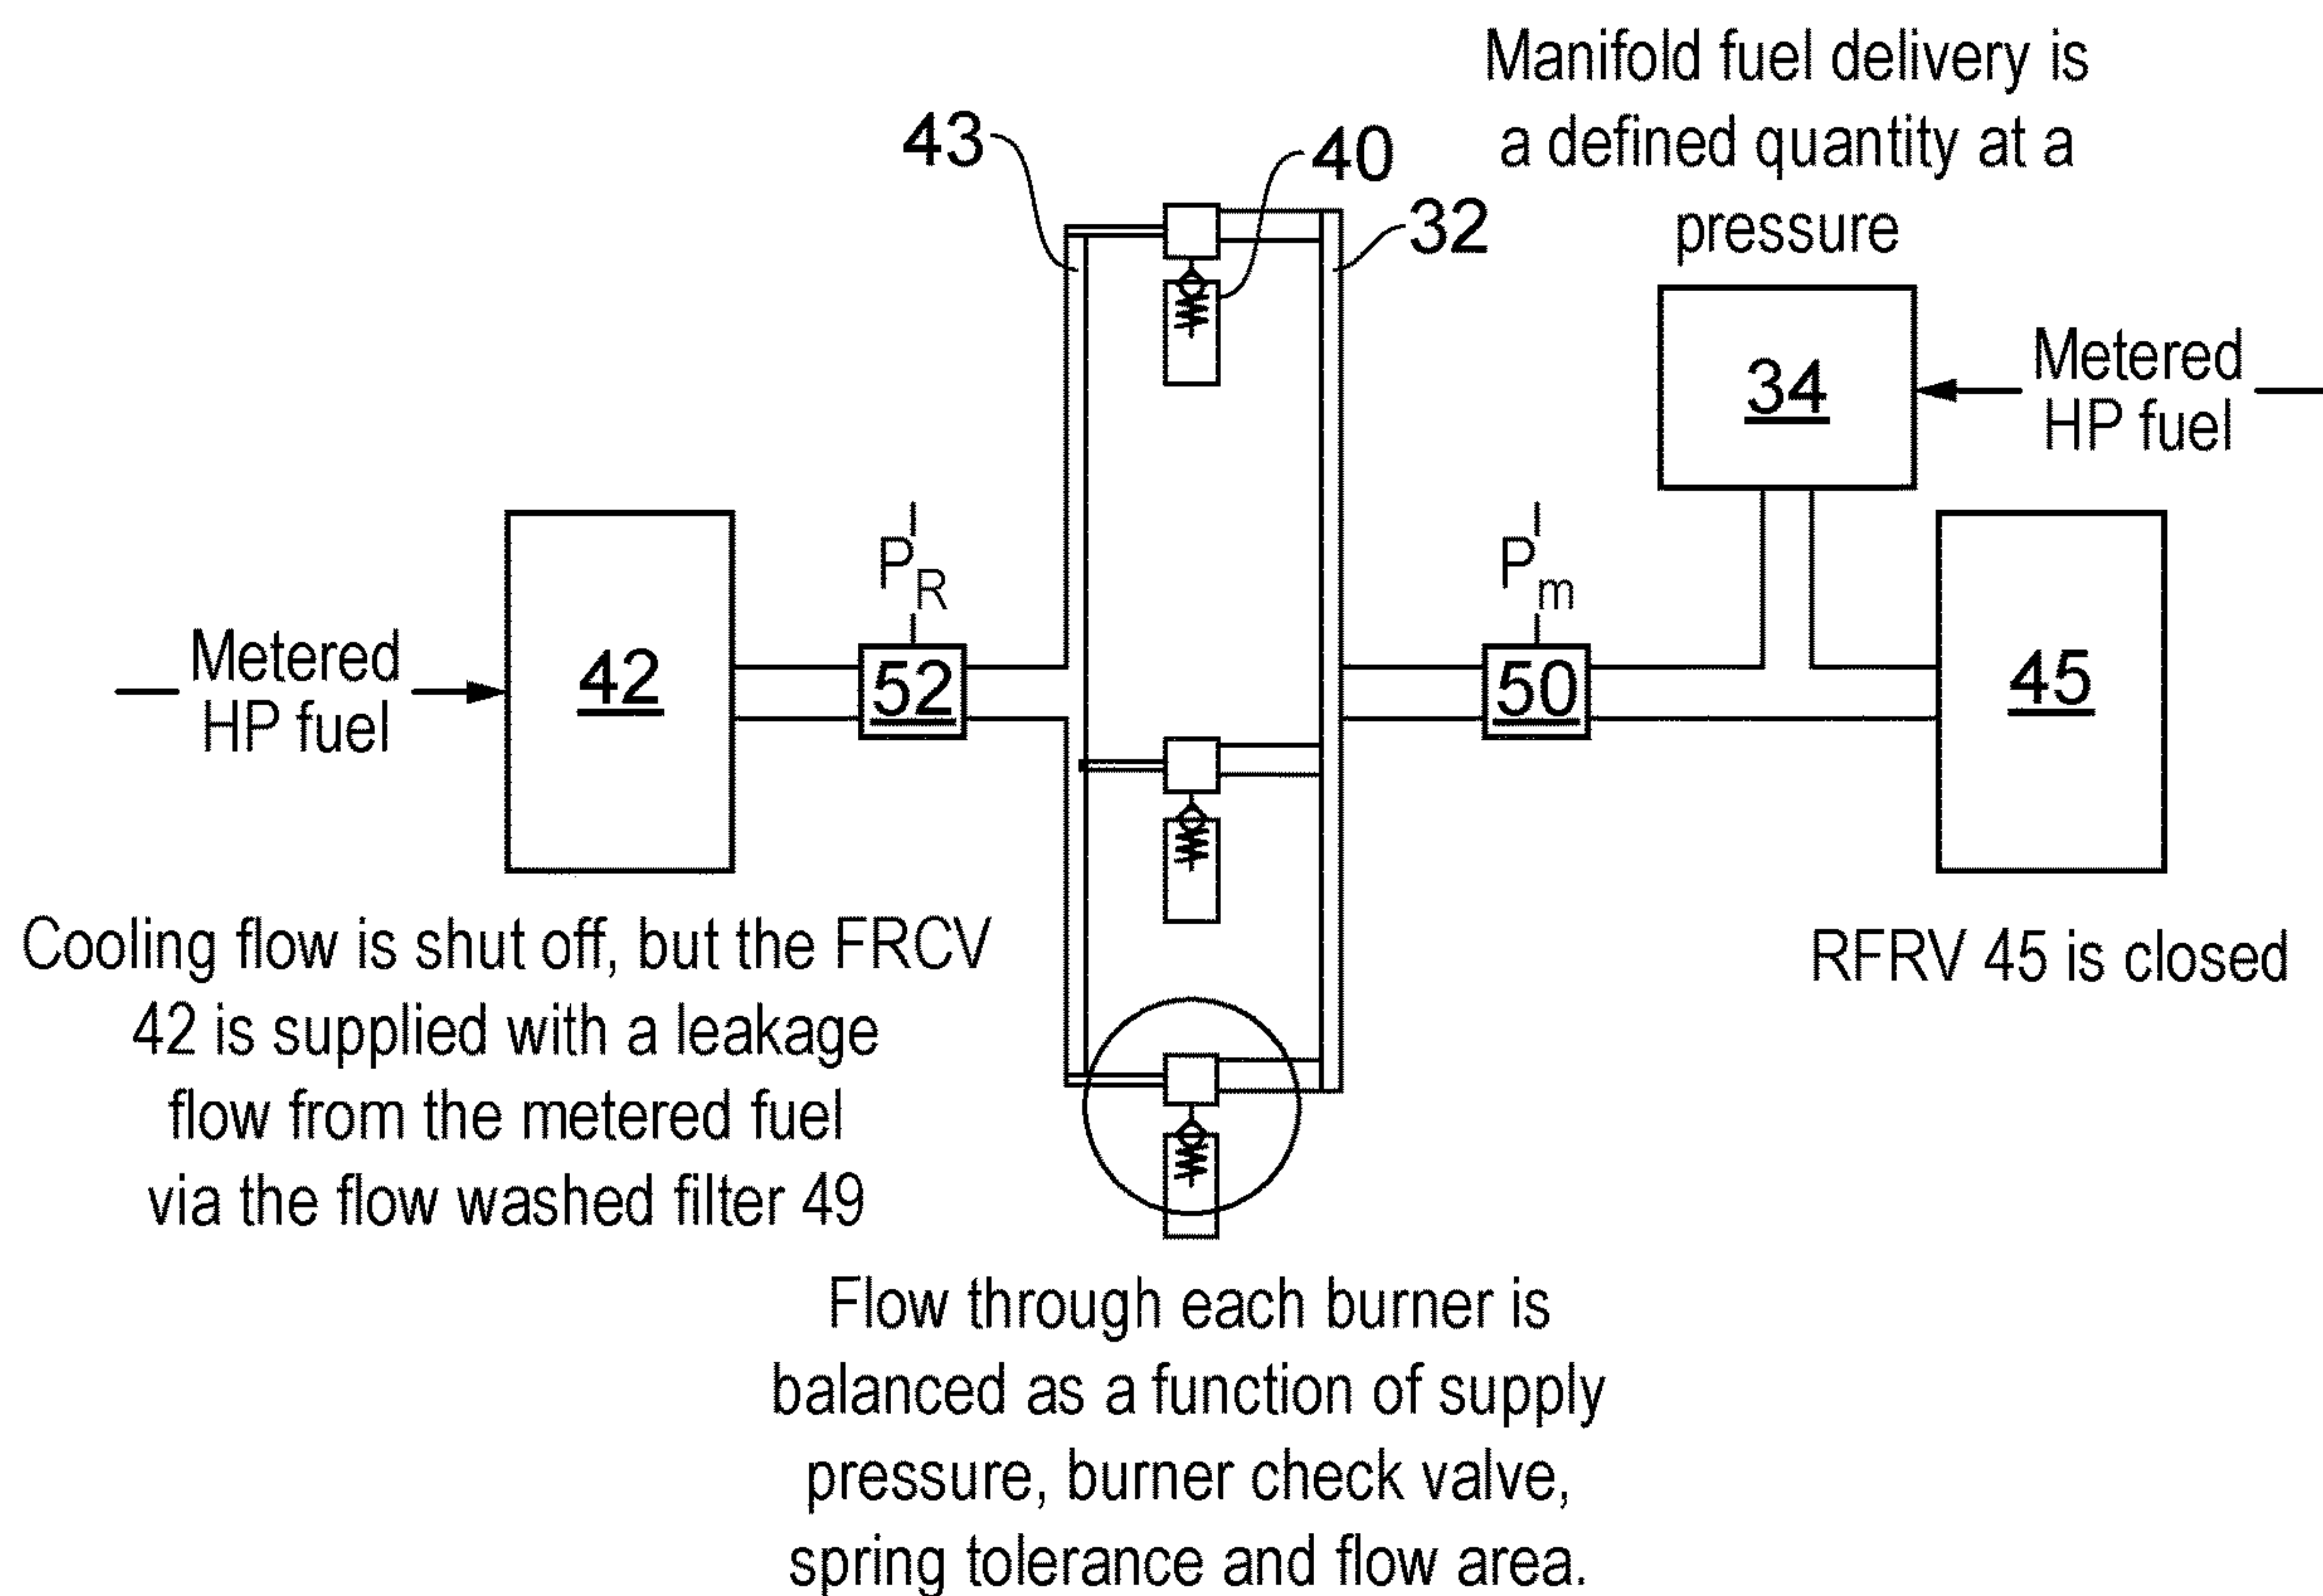 Manifold fuel delivery is
a defined quantity at a
pressure
43
40
32
34
Metered
HP fuel
PR
Pm
Metered
HP fuel
42
52
50
45
Cooling flow is shut off, but the FRCV
42 is supplied with a leakage
flow from the metered fuel
via the flow washed filter 49
RFRV 45 is closed
Flow through each burner is
balanced as a function of supply
pressure, burner check valve,
spring tolerance and flow area.